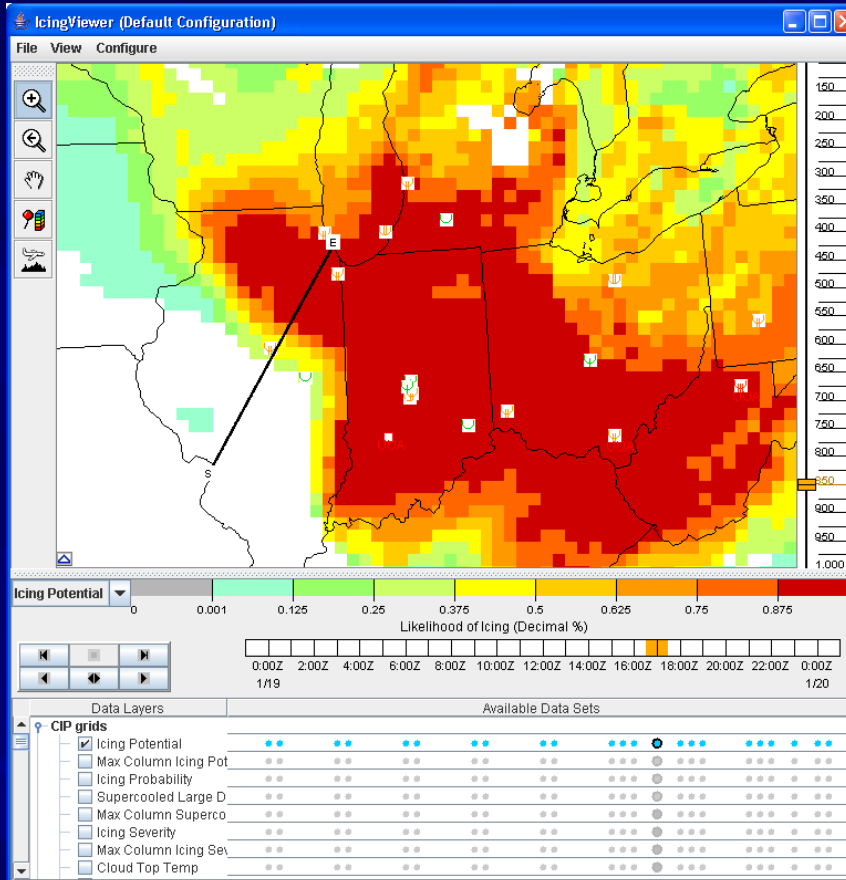 IcingViewer (Default Configuration)
File View Configure
150
200
250
300
350
400
450
500
550
600
650
700
750
800
850
900
950
1.000
E
S
Icing Potential
0 0.001 0.125 0.25 0.375 0.5 0.625 0.75 0.875
Likelihood of Icing (Decimal %)
0:00Z 2:00Z 4:00Z 6:00Z 8:00Z 10:00Z 12:00Z 14:00Z 16:00Z 18:00Z 20:00Z 22:00Z 0:00Z
1/19 1/20
Data Layers Available Data Sets
CIP grids
Icing Potential
Max Column Icing Pot
Icing Probability
Supercooled Large D
Max Column Superco
Icing Severity
Max Column Icing Sev
Cloud Top Temp